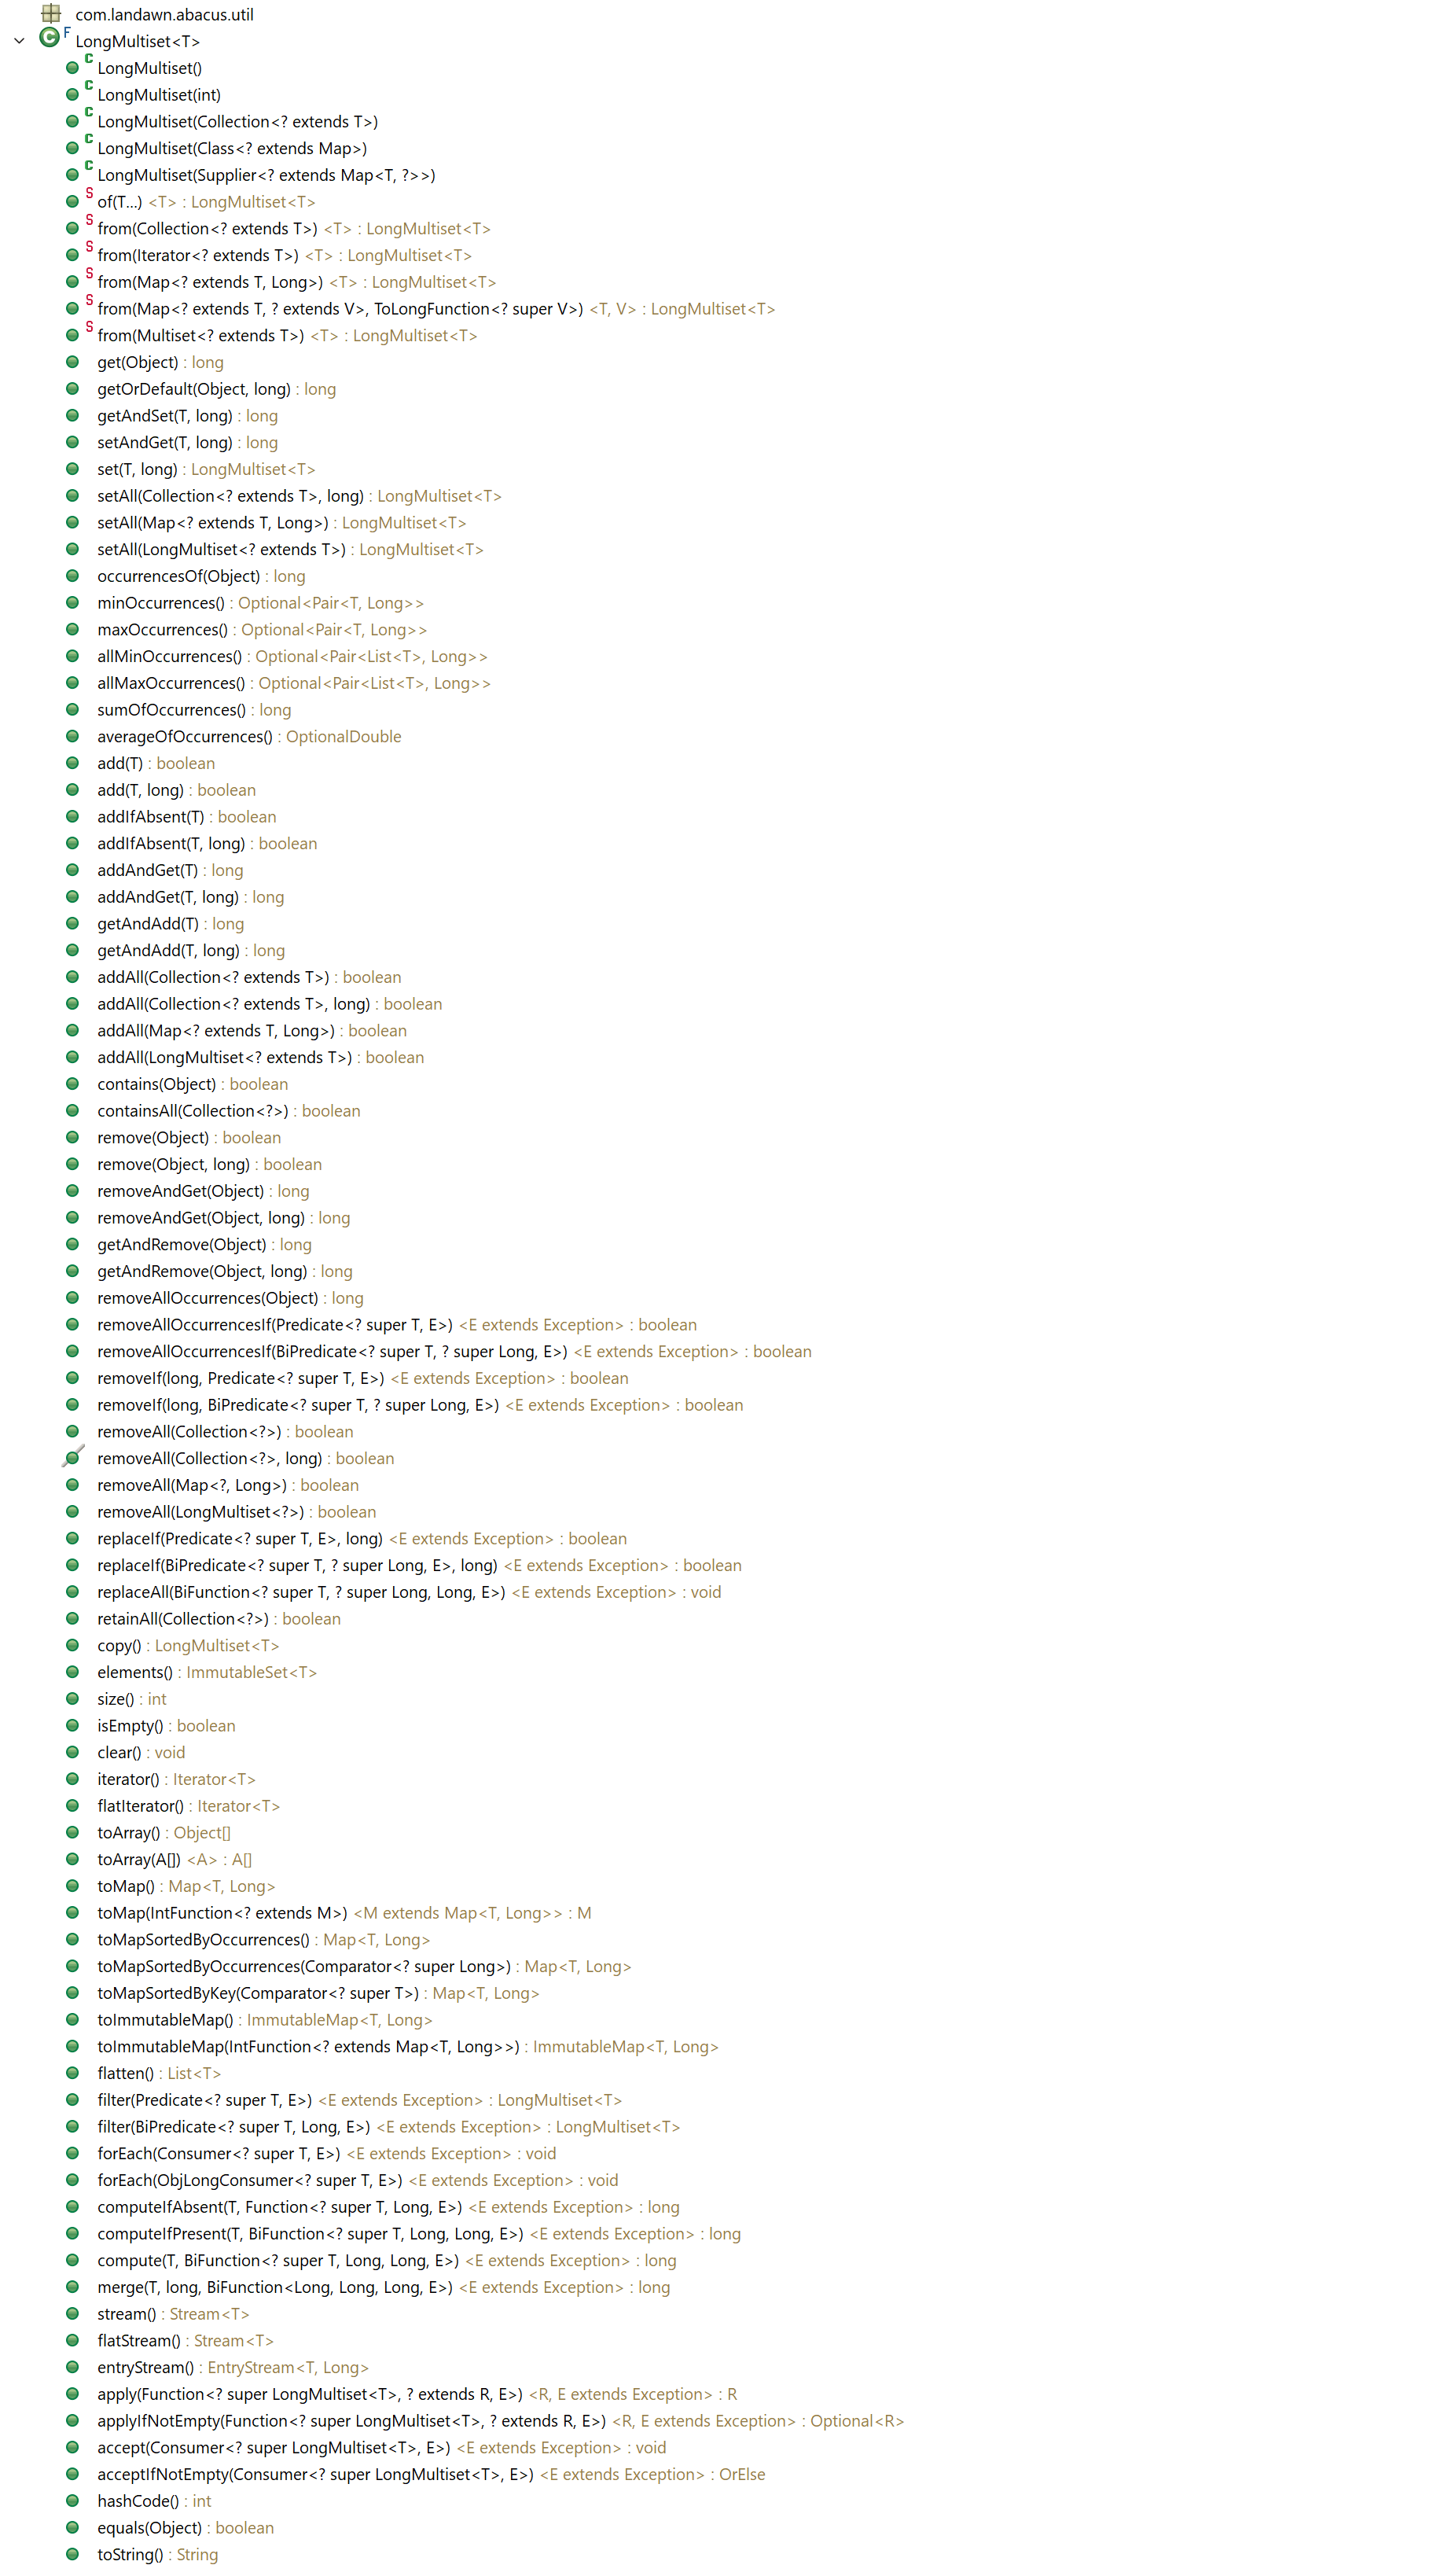 com.landawn.abacus.util
C F LongMultiset<T>
C LongMultiset()
C LongMultiset(int)
C LongMultiset(Collection<? extends T>)
C LongMultiset(Class<? extends Map>)
C LongMultiset(Supplier<? extends Map<T, ?>>)
S of(T...) <T> : LongMultiset<T>
S from(Collection<? extends T>) <T> : LongMultiset<T>
S from(Iterator<? extends T>) <T> : LongMultiset<T>
S from(Map<? extends T, Long>) <T> : LongMultiset<T>
S from(Map<? extends T, ? extends V>, ToLongFunction<? super V>) <T, V> : LongMultiset<T>
S from(Multiset<? extends T>) <T> : LongMultiset<T>
get(Object) : long
getOrDefault(Object, long) : long
getAndSet(T, long) : long
setAndGet(T, long) : long
set(T, long) : LongMultiset<T>
setAll(Collection<? extends T>, long) : LongMultiset<T>
setAll(Map<? extends T, Long>) : LongMultiset<T>
setAll(LongMultiset<? extends T>) : LongMultiset<T>
occurrencesOf(Object) : long
minOccurrences() : Optional<Pair<T, Long>>
maxOccurrences() : Optional<Pair<T, Long>>
allMinOccurrences() : Optional<Pair<List<T>, Long>>
allMaxOccurrences() : Optional<Pair<List<T>, Long>>
sumOfOccurrences() : long
averageOfOccurrences() : OptionalDouble
add(T) : boolean
add(T, long) : boolean
addIfAbsent(T) : boolean
addIfAbsent(T, long) : boolean
addAndGet(T) : long
addAndGet(T, long) : long
getAndAdd(T) : long
getAndAdd(T, long) : long
addAll(Collection<? extends T>) : boolean
addAll(Collection<? extends T>, long) : boolean
addAll(Map<? extends T, Long>) : boolean
addAll(LongMultiset<? extends T>) : boolean
contains(Object) : boolean
containsAll(Collection<?>) : boolean
remove(Object) : boolean
remove(Object, long) : boolean
removeAndGet(Object) : long
removeAndGet(Object, long) : long
getAndRemove(Object) : long
getAndRemove(Object, long) : long
removeAllOccurrences(Object) : long
removeAllOccurrencesIf(Predicate<? super T, E>) <E extends Exception> : boolean
removeAllOccurrencesIf(BiPredicate<? super T, ? super Long, E>) <E extends Exception> : boolean
removeIf(long, Predicate<? super T, E>) <E extends Exception> : boolean
removeIf(long, BiPredicate<? super T, ? super Long, E>) <E extends Exception> : boolean
removeAll(Collection<?>) : boolean
removeAll(Collection<?>, long) : boolean
removeAll(Map<?, Long>) : boolean
removeAll(LongMultiset<?>) : boolean
replaceIf(Predicate<? super T, E>, long) <E extends Exception> : boolean
replaceIf(BiPredicate<? super T, ? super Long, E>, long) <E extends Exception> : boolean
replaceAll(BiFunction<? super T, ? super Long, Long, E>) <E extends Exception> : void
retainAll(Collection<?>) : boolean
copy() : LongMultiset<T>
elements() : ImmutableSet<T>
size() : int
isEmpty() : boolean
clear() : void
iterator() : Iterator<T>
flatIterator() : Iterator<T>
toArray() : Object[]
toArray(A[]) <A> : A[]
toMap() : Map<T, Long>
toMap(IntFunction<? extends M>) <M extends Map<T, Long>> : M
toMapSortedByOccurrences() : Map<T, Long>
toMapSortedByOccurrences(Comparator<? super Long>) : Map<T, Long>
toMapSortedByKey(Comparator<? super T>) : Map<T, Long>
toImmutableMap() : ImmutableMap<T, Long>
toImmutableMap(IntFunction<? extends Map<T, Long>>) : ImmutableMap<T, Long>
flatten() : List<T>
filter(Predicate<? super T, E>) <E extends Exception> : LongMultiset<T>
filter(BiPredicate<? super T, Long, E>) <E extends Exception> : LongMultiset<T>
forEach(Consumer<? super T, E>) <E extends Exception> : void
forEach(ObjLongConsumer<? super T, E>) <E extends Exception> : void
computeIfAbsent(T, Function<? super T, Long, E>) <E extends Exception> : long
computeIfPresent(T, BiFunction<? super T, Long, Long, E>) <E extends Exception> : long
compute(T, BiFunction<? super T, Long, Long, E>) <E extends Exception> : long
merge(T, long, BiFunction<Long, Long, Long, E>) <E extends Exception> : long
stream() : Stream<T>
flatStream() : Stream<T>
entryStream() : EntryStream<T, Long>
apply(Function<? super LongMultiset<T>, ? extends R, E>) <R, E extends Exception> : R
applyIfNotEmpty(Function<? super LongMultiset<T>, ? extends R, E>) <R, E extends Exception> : Optional<R>
accept(Consumer<? super LongMultiset<T>, E>) <E extends Exception> : void
acceptIfNotEmpty(Consumer<? super LongMultiset<T>, E>) <E extends Exception> : OrElse
hashCode() : int
equals(Object) : boolean
toString() : String